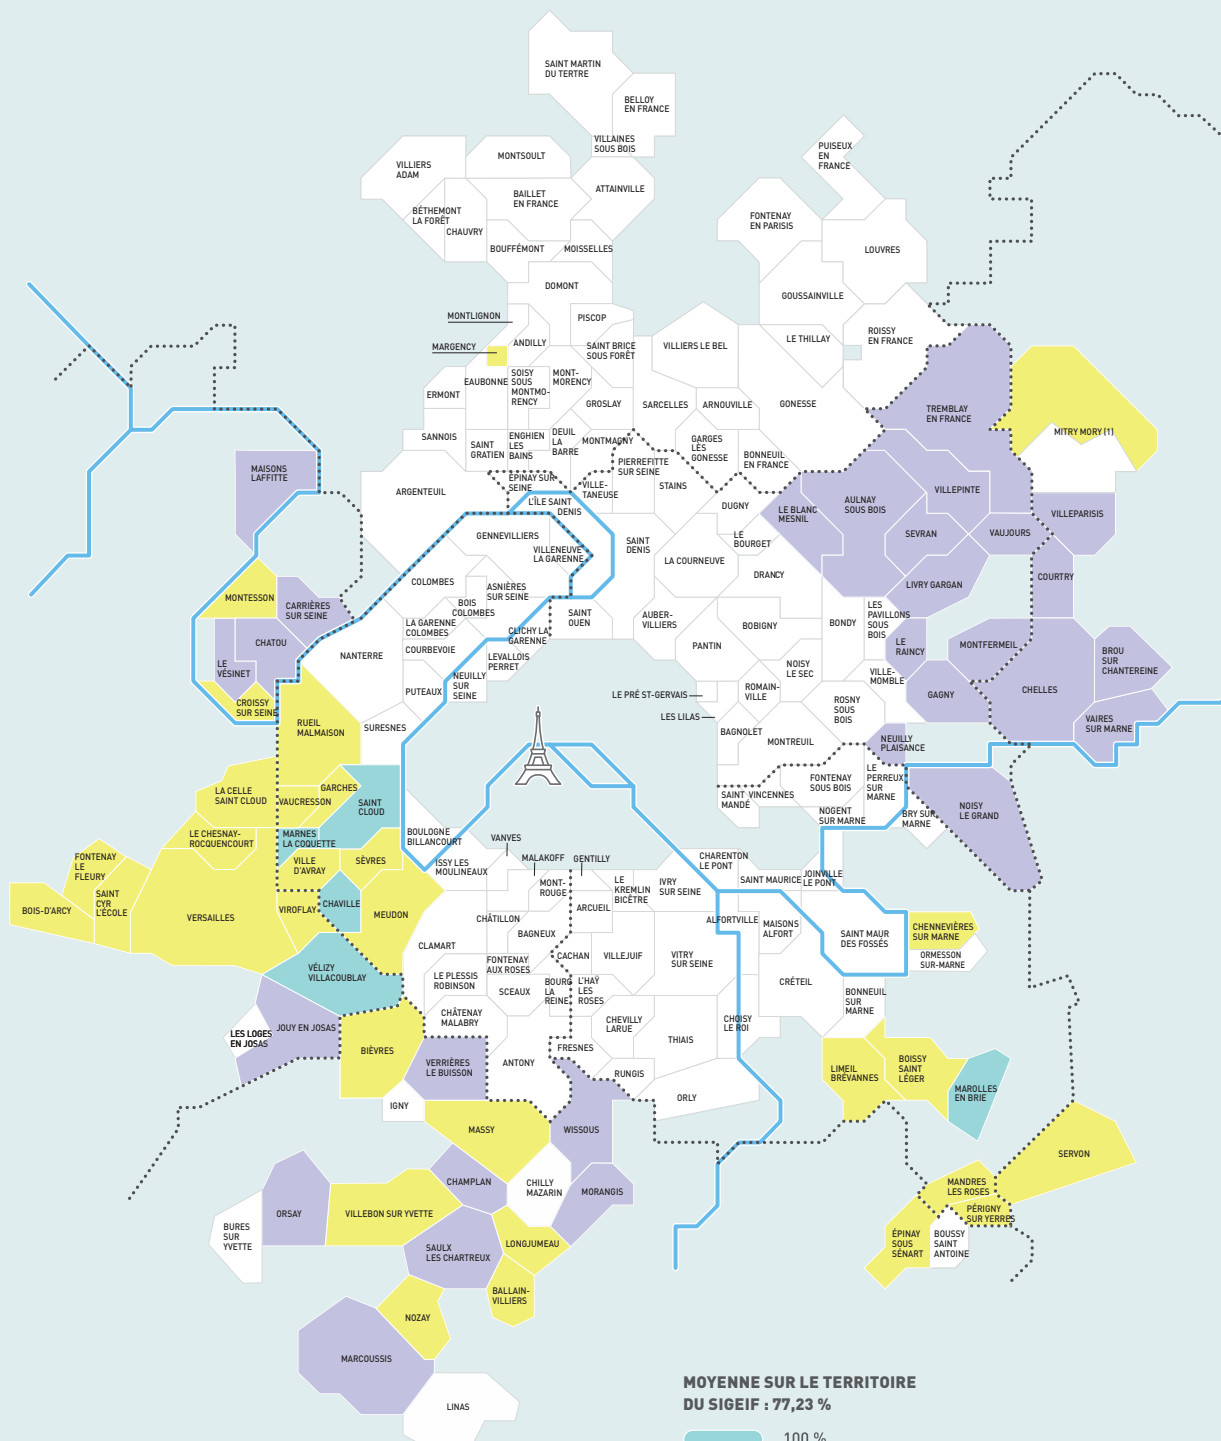 SAINT MARTIN
DU TERTRE
BELLOY
EN FRANCE
VILLAINES
SOUS BOIS
MONTSOULT
VILLIERS
ADAM
PUISEUX
EN
FRANCE
BAILLET
EN FRANCE
ATTAINVILLE
BÉTHEMONT
LA FORÊT
CHAUVRY
FONTENAY
EN PARISIS
BOUFFÉMONT
MOISSELLES
LOUVRES
DOMONT
GOUSSAINVILLE
MONTLIGNON
PISCOP
ANDILLY
MARGENCY
SAINT BRICE
SOUS FORÊT
VILLIERS LE BEL
LE THILLAY
ROISSY
EN FRANCE
EAUBONNE
SOISY
SOUS
MONTMO-
RENCY
MONT-
MORENCY
ERMONT
GROSLAY
SARCELLES
ARNOUVILLE
GONESSE
TREMBLAY
EN FRANCE
MITRY MORY (1)
SANNOIS
SAINT
GRATIEN
ENGHIEN
LES
BAINS
DEUIL
LA
BARRE
MONTMAGNY
GARGES
LÈS
GONESSE
BONNEUIL
EN FRANCE
PIERREFITTE
SUR SEINE
MAISONS
LAFFITTE
ARGENTEUIL
ÉPINAY SUR
SEINE
VILLE-
TANEUSE
STAINS
L'ÎLE SAINT
DENIS
DUGNY
LE BLANC
MESNIL
AULNAY
SOUS BOIS
VILLEPINTE
VILLEPARISIS
GENNEVILLIERS
VILLENEUVE
LA GARENNE
SAINT
DENIS
LE
BOURGET
LA COURNEUVE
SEVRAN
VAUJOURS
DRANCY
LIVRY GARGAN
COURTRY
COLOMBES
ASNIÈRES
SUR SEINE
BOIS
COLOMBES
MONTESSON
CARRIÈRES
SUR SEINE
LA GARENNE
COLOMBES
CLICHY LA
GARENNE
SAINT
OUEN
AUBER-
VILLIERS
BOBIGNY
BONDY
LES
PAVILLONS
SOUS
BOIS
LE
RAINCY
MONTFERMEIL
BROU
SUR
CHANTEREINE
CHATOU
LE
VÉSINET
NANTERRE
COURBEVOIE
LEVALLOIS
PERRET
PANTIN
NOISY
LE SEC
VILLE-
MOMBLE
GAGNY
CHELLES
CROISSY
SUR SEINE
PUTEAUX
NEUILLY
SUR
SEINE
LE PRÉ ST-GERVAIS
ROMAIN-
VILLE
ROSNY
SOUS
BOIS
LES LILAS
VAIRES
SUR MARNE
RUEIL
MALMAISON
SURESNES
BAGNOLET
MONTREUIL
NEUILLY
PLAISANCE
LA CELLE
SAINT CLOUD
VAUCRESSON
GARCHES
SAINT
CLOUD
SAINT
MANDÉ
VINCENNES
FONTENAY
SOUS BOIS
LE
PERREUX
SUR
MARNE
NOGENT
SUR MARNE
BRY SUR
MARNE
NOISY
LE GRAND
LE CHESNAY-
ROCQUENCOURT
MARNES
LA COQUETTE
BOULOGNE
BILLANCOURT
VANVES
MALAKOFF
GENTILLY
CHARENTON
LE PONT
SAINT MAURICE
JOINVILLE
LE PONT
FONTENAY
LE
FLEURY
VILLE
D'AVRAY
SÈVRES
ISSY LES
MOULINEAUX
MONT-
ROUGE
LE
KREMLIN
BICÊTRE
IVRY
SUR SEINE
SAINT
CYR
L'ÉCOLE
BOIS-D'ARCY
VERSAILLES
VIROFLAY
CHAVILLE
MEUDON
CHÂTILLON
ARCUEIL
ALFORTVILLE
MAISONS
ALFORT
SAINT MAUR
DES FOSSÉS
CHENNEVIÈRES
SUR MARNE
ORMESSON
SUR-MARNE
CLAMART
BAGNEUX
CACHAN
VILLEJUIF
VITRY
SUR SEINE
VÉLIZY
VILLACOUBLAY
FONTENAY
AUX ROSES
LE PLESSIS
ROBINSON
SCEAUX
BOURG
LA
REINE
L'HAŸ
LES
ROSES
CRÉTEIL
BONNEUIL
SUR
MARNE
LES LOGES
EN JOSAS
JOUY EN JOSAS
CHÂTENAY
MALABRY
CHEVILLY
LARUE
THIAIS
CHOISY
LE ROI
BIÈVRES
VERRIÈRES
LE BUISSON
ANTONY
FRESNES
RUNGIS
ORLY
LIMEIL
BRÉVANNES
BOISSY
SAINT
LÉGER
MAROLLES
EN BRIE
IGNY
MASSY
WISSOUS
SERVON
CHAMPLAN
CHILLY
MAZARIN
MORANGIS
MANDRES
LES ROSES
PÉRIGNY
SUR YERRES
ORSAY
VILLEBON SUR YVETTE
BURES
SUR
YVETTE
SAULX
LES CHARTREUX
LONGJUMEAU
ÉPINAY
SOUS
SÉNART
BOUSSY
SAINT
ANTOINE
BALLAIN-
VILLIERS
NOZAY
MARCOUSSIS
LINAS
MOYENNE SUR LE TERRITOIRE
DU SIGEIF : 77,23 %
100 %